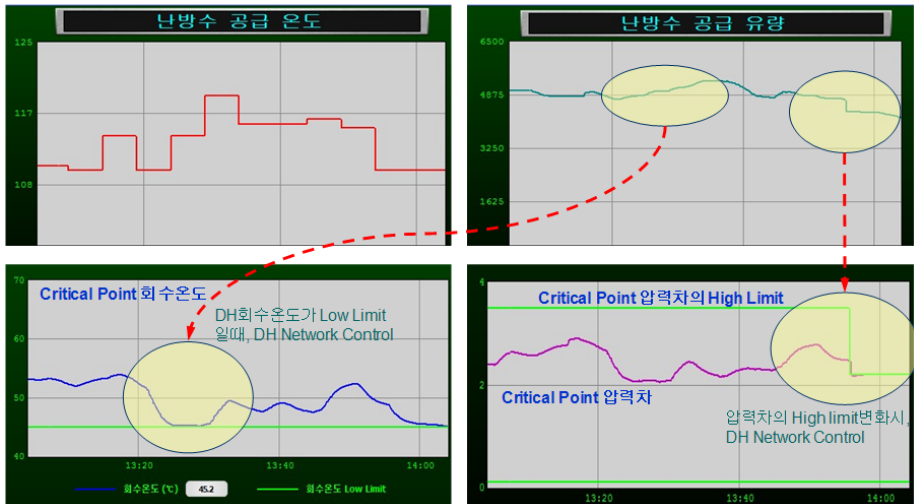 난방수 공급 온도
125
117
108
난방수 공급 유량
6500
4875
3250
1625
70
60
50
40
Critical Point 회수온도
DH회수온도가 Low Limit
일때, DH Network Control
13:20
13:40
14:00
회수온도 (℃)
45.2
회수온도 Low Limit
4
2
0
Critical Point 압력차의 High Limit
Critical Point 압력차
압력차의 High limit변화시,
DH Network Control
13:20
13:40
14:00